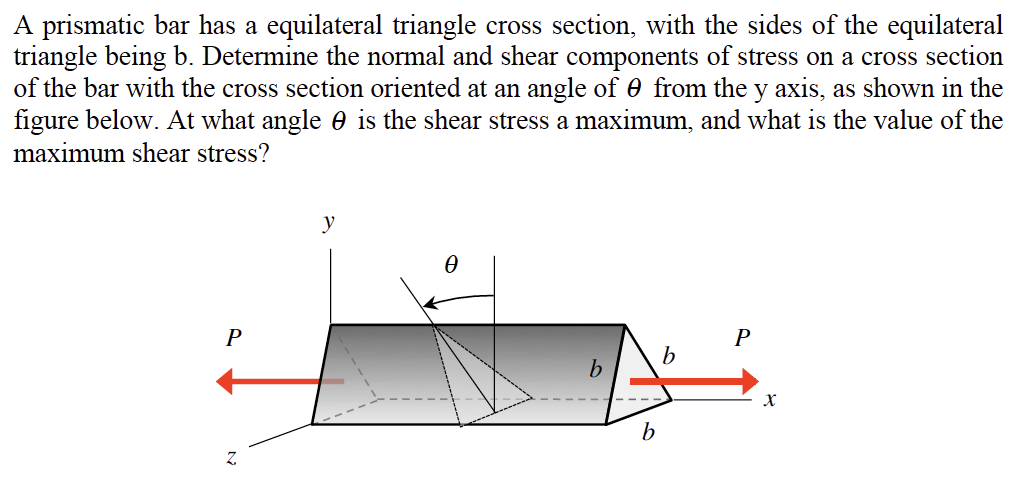 A prismatic bar has a equilateral triangle cross section, with the sides of the equilateral
triangle being b. Determine the normal and shear components of stress on a cross section
of the bar with the cross section oriented at an angle of θ from the y axis, as shown in the
figure below. At what angle θ is the shear stress a maximum, and what is the value of the
maximum shear stress?
y
θ
P
P
b
b
x
b
z